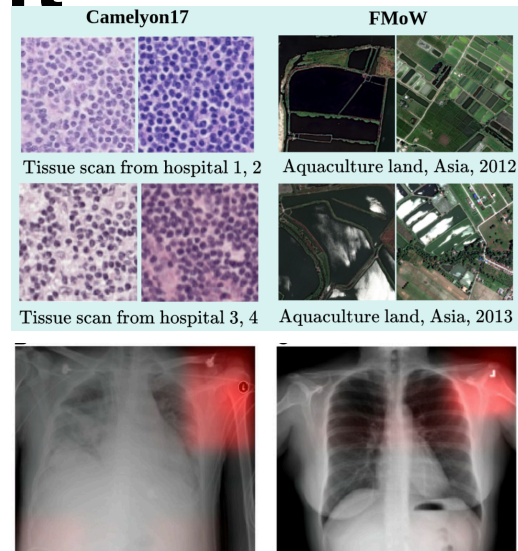 Camelyon17
FMoW
Tissue scan from hospital 1, 2
Aquaculture land, Asia, 2012
Tissue scan from hospital 3, 4
Aquaculture land, Asia, 2013